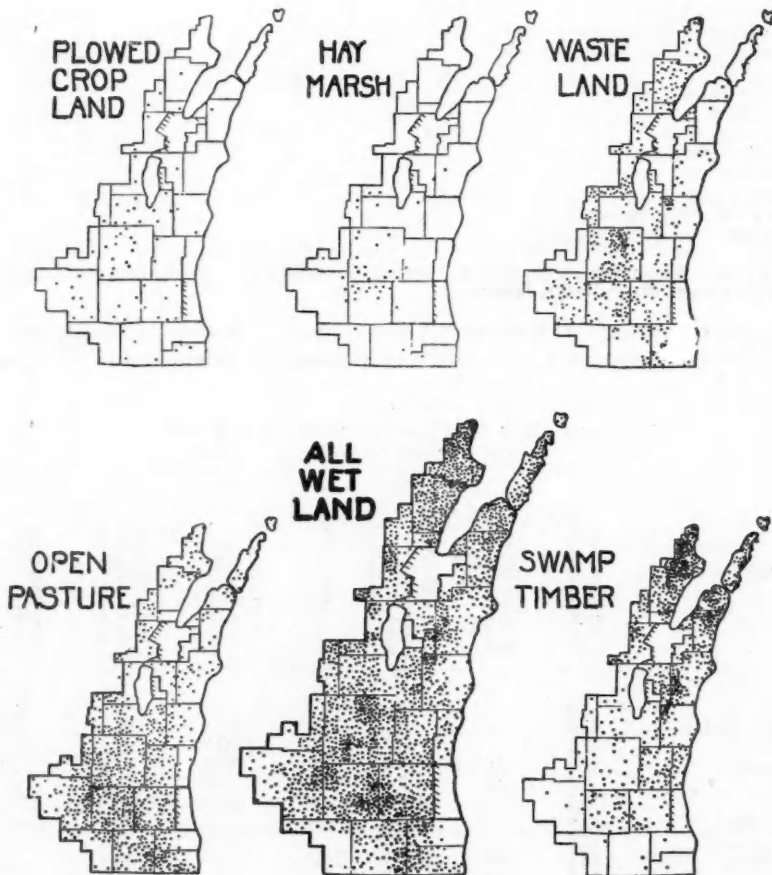 PLOWED
CROP
LAND
HAY
MARSH
WASTE
LAND
ALL
WET
LAND
OPEN
PASTURE
SWAMP
TIMBER